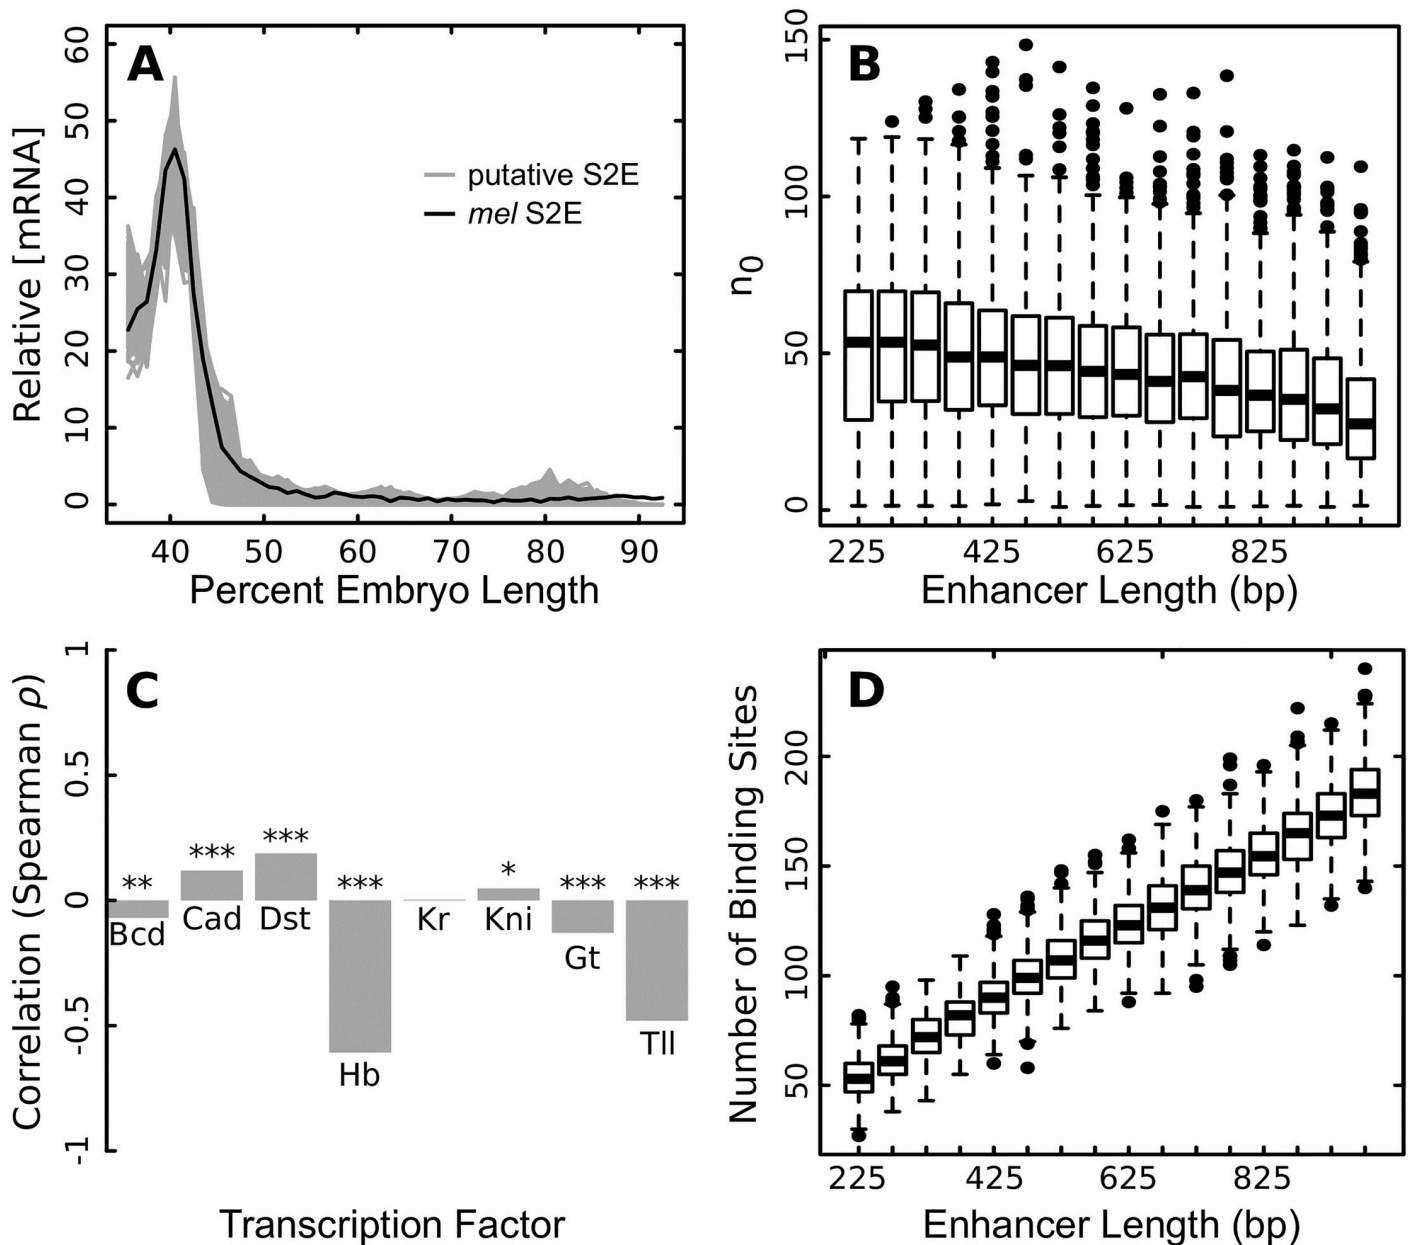 A
Relative [mRNA]
60
50
40
30
20
10
0
putative S2E
mel S2E
40 50 60 70 80 90
Percent Embryo Length
B
n0
150
100
50
0
225 425 625 825
Enhancer Length (bp)
C
Correlation (Spearman ρ)
1
0.5
0
-0.5
-1
** *** *** *** * *** ***
Bcd Cad Dst Hb Kr Kni Gt Tll
Transcription Factor
D
Number of Binding Sites
200
150
100
50
225 425 625 825
Enhancer Length (bp)